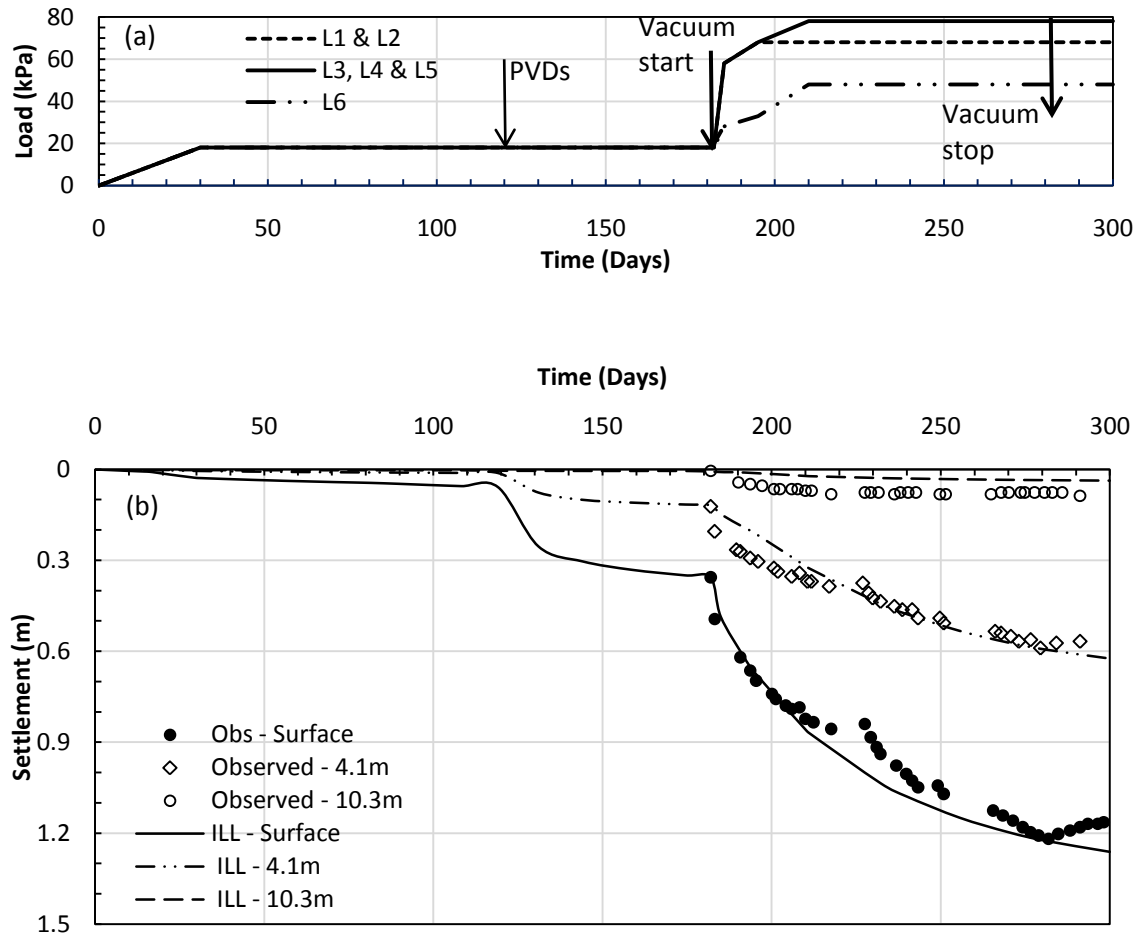 80
60
40
20
0
Load (kPa)
(a)
L1 & L2
L3, L4 & L5
L6
PVDs
Vacuum
start
Vacuum
stop
0 50 100 150 200 250 300
Time (Days)
Time (Days)
0 50 100 150 200 250 300
0
0.3
0.6
0.9
1.2
1.5
Settlement (m)
(b)
Obs - Surface
Observed - 4.1m
Observed - 10.3m
ILL - Surface
ILL - 4.1m
ILL - 10.3m